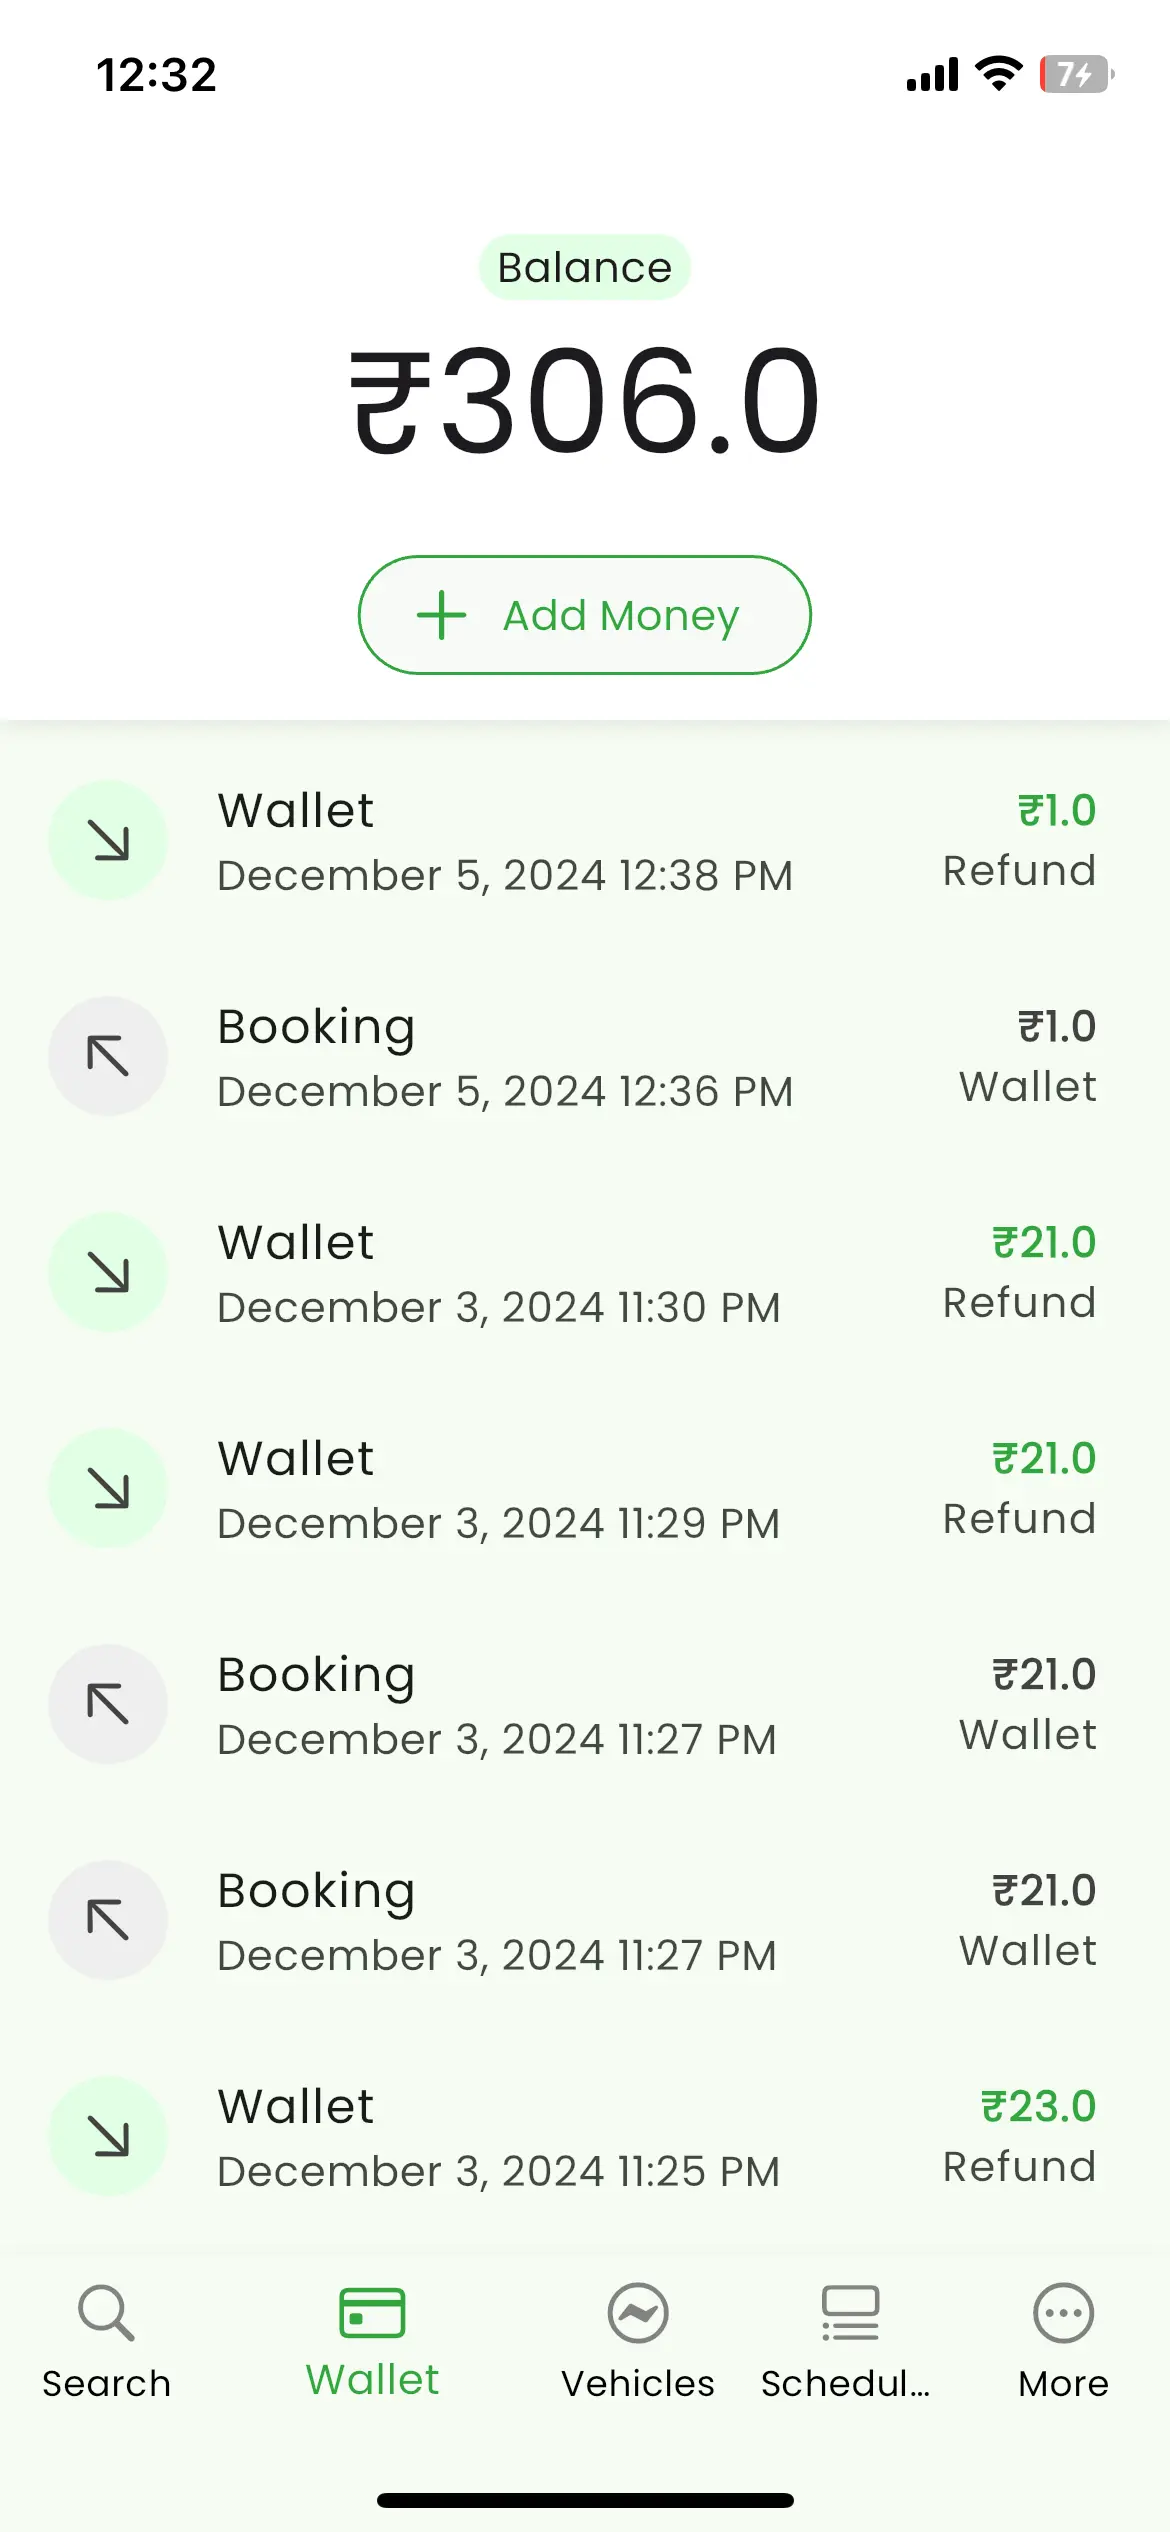 12:32
7
Balance
₹306.0
+ Add Money
Wallet
₹1.0
December 5, 2024 12:38 PM
Refund
Booking
₹1.0
December 5, 2024 12:36 PM
Wallet
Wallet
₹21.0
December 3, 2024 11:30 PM
Refund
Wallet
₹21.0
December 3, 2024 11:29 PM
Refund
Booking
₹21.0
December 3, 2024 11:27 PM
Wallet
Booking
₹21.0
December 3, 2024 11:27 PM
Wallet
Wallet
₹23.0
December 3, 2024 11:25 PM
Refund
Search
Wallet
Vehicles
Schedul...
More